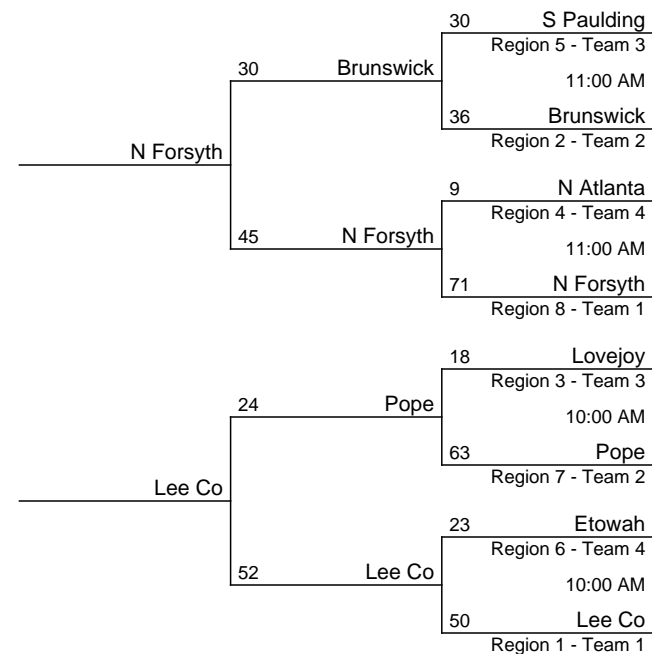 30 S Paulding
Region 5 - Team 3
30 Brunswick
11:00 AM
36 Brunswick
Region 2 - Team 2
N Forsyth
9 N Atlanta
Region 4 - Team 4
45 N Forsyth
11:00 AM
71 N Forsyth
Region 8 - Team 1
18 Lovejoy
Region 3 - Team 3
24 Pope
10:00 AM
63 Pope
Region 7 - Team 2
Lee Co
23 Etowah
Region 6 - Team 4
52 Lee Co
10:00 AM
50 Lee Co
Region 1 - Team 1